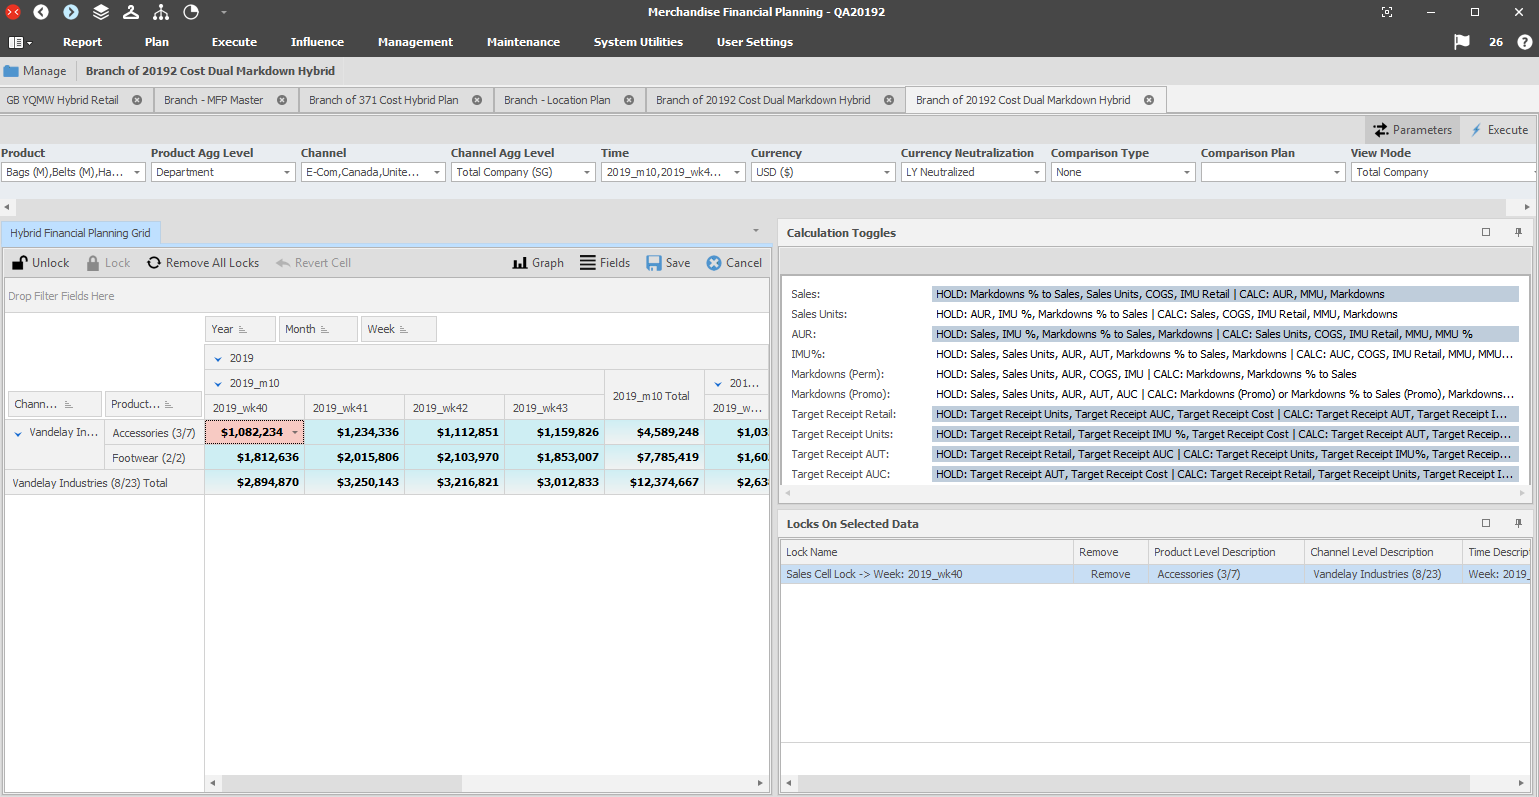 Merchandise Financial Planning - QA20192
Report Plan Execute Influence Management Maintenance System Utilities User Settings 26 ?
Manage Branch of 20192 Cost Dual Markdown Hybrid
GB YQMW Hybrid Retail Branch - MFP Master Branch of 371 Cost Hybrid Plan Branch - Location Plan Branch of 20192 Cost Dual Markdown Hybrid Branch of 20192 Cost Dual Markdown Hybrid
Parameters Execute
Product Product Agg Level Channel Channel Agg Level Time Currency Currency Neutralization Comparison Type Comparison Plan View Mode
Bags (M),Belts (M),Ha... Department E-Com,Canada,Unite... Total Company (SG) 2019_m10,2019_wk4... USD ($) LY Neutralized None Total Company
Hybrid Financial Planning Grid
Unlock Lock Remove All Locks Revert Cell Graph Fields Save Cancel
Drop Filter Fields Here
Year Month Week
2019
2019_m10 2019_m10 Total 201...
Chann... Product... 2019_wk40 2019_wk41 2019_wk42 2019_wk43 2019_w...
Vandelay In... Accessories (3/7) $1,082,234 $1,234,336 $1,112,851 $1,159,826 $4,589,248 $1,03
Footwear (2/2) $1,812,636 $2,015,806 $2,103,970 $1,853,007 $7,785,419 $1,60
Vandelay Industries (8/23) Total $2,894,870 $3,250,143 $3,216,821 $3,012,833 $12,374,667 $2,63
Calculation Toggles
Sales: HOLD: Markdowns % to Sales, Sales Units, COGS, IMU Retail | CALC: AUR, MMU, Markdowns
Sales Units: HOLD: AUR, IMU %, Markdowns % to Sales | CALC: Sales, COGS, IMU Retail, MMU, Markdowns
AUR: HOLD: Sales, IMU %, Markdowns % to Sales, Markdowns | CALC: Sales Units, COGS, IMU Retail, MMU, MMU %
IMU%: HOLD: Sales, Sales Units, AUR, AUT, Markdowns % to Sales, Markdowns | CALC: AUC, COGS, IMU Retail, MMU, MMU...
Markdowns (Perm): HOLD: Sales, Sales Units, AUR, COGS, IMU | CALC: Markdowns, Markdowns % to Sales
Markdowns (Promo): HOLD: Sales, Sales Units, AUR, AUT, AUC | CALC: Markdowns (Promo) or Markdowns % to Sales (Promo), Markdowns...
Target Receipt Retail: HOLD: Target Receipt Units, Target Receipt AUC, Target Receipt Cost | CALC: Target Receipt AUT, Target Receipt I...
Target Receipt Units: HOLD: Target Receipt Retail, Target Receipt IMU %, Target Receipt Cost | CALC: Target Receipt AUT, Target Receip...
Target Receipt AUT: HOLD: Target Receipt Retail, Target Receipt AUC | CALC: Target Receipt Units, Target Receipt IMU%, Target Receip...
Target Receipt AUC: HOLD: Target Receipt AUT, Target Receipt Cost | CALC: Target Receipt Retail, Target Receipt Units, Target Receipt I...
Locks On Selected Data
Lock Name Remove Product Level Description Channel Level Description Time Descrip
Sales Cell Lock -> Week: 2019_wk40 Remove Accessories (3/7) Vandelay Industries (8/23) Week: 2019_